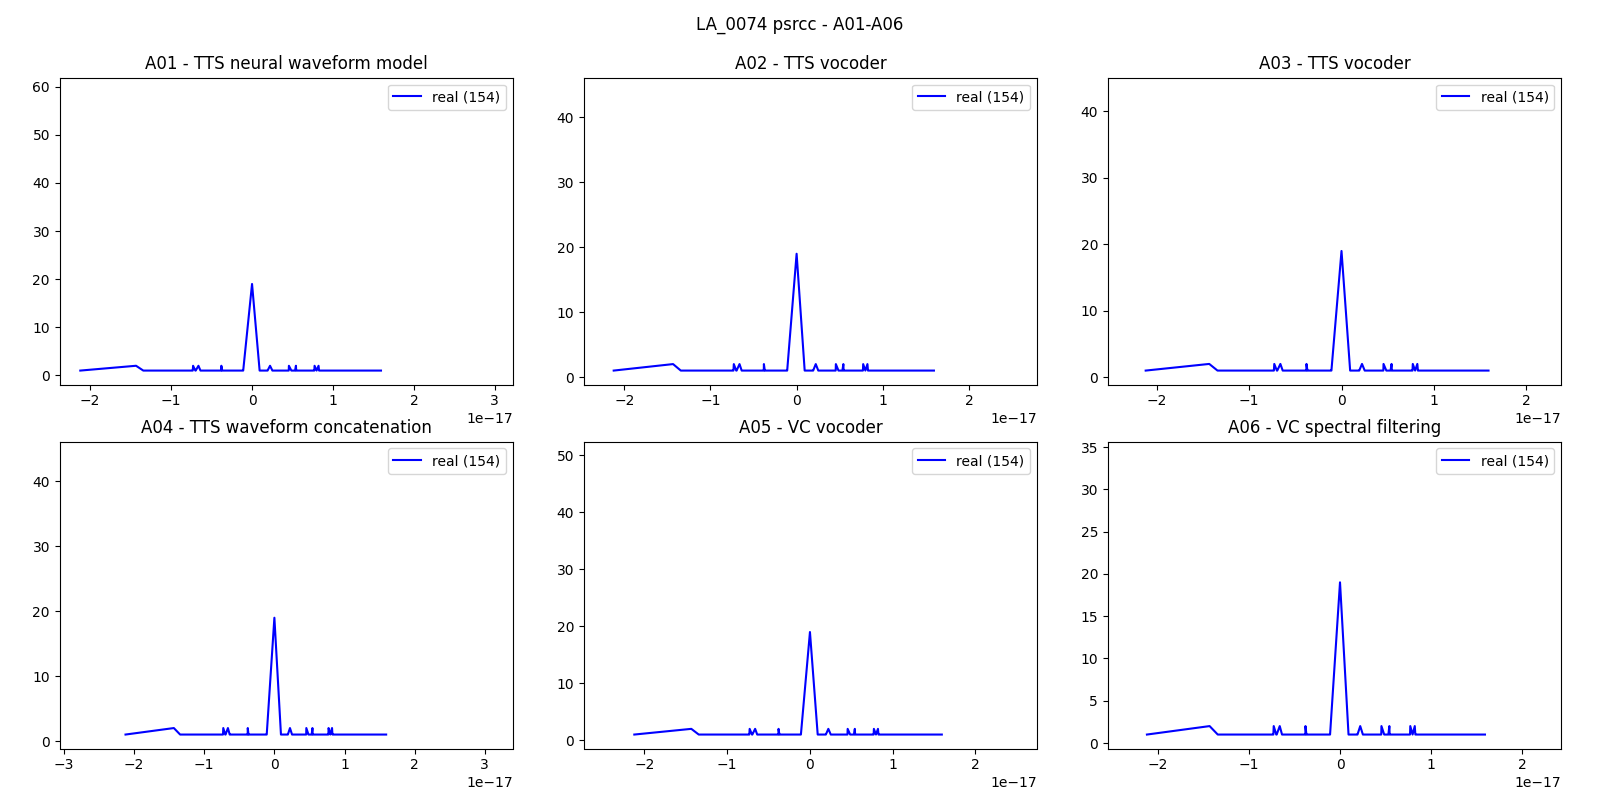 LA_0074 psrcc - A01-A06
A01 - TTS neural waveform model
A02 - TTS vocoder
A03 - TTS vocoder
real (154)
real (154)
real (154)
60
50
40
30
20
10
0
40
30
20
10
0
40
30
20
10
0
−2 −1 0 1 2 3
1e−17
−2 −1 0 1 2
1e−17
−2 −1 0 1 2
1e−17
A04 - TTS waveform concatenation
A05 - VC vocoder
A06 - VC spectral filtering
real (154)
real (154)
real (154)
40
30
20
10
0
50
40
30
20
10
0
35
30
25
20
15
10
5
0
−3 −2 −1 0 1 2 3
1e−17
−2 −1 0 1 2
1e−17
−2 −1 0 1 2
1e−17